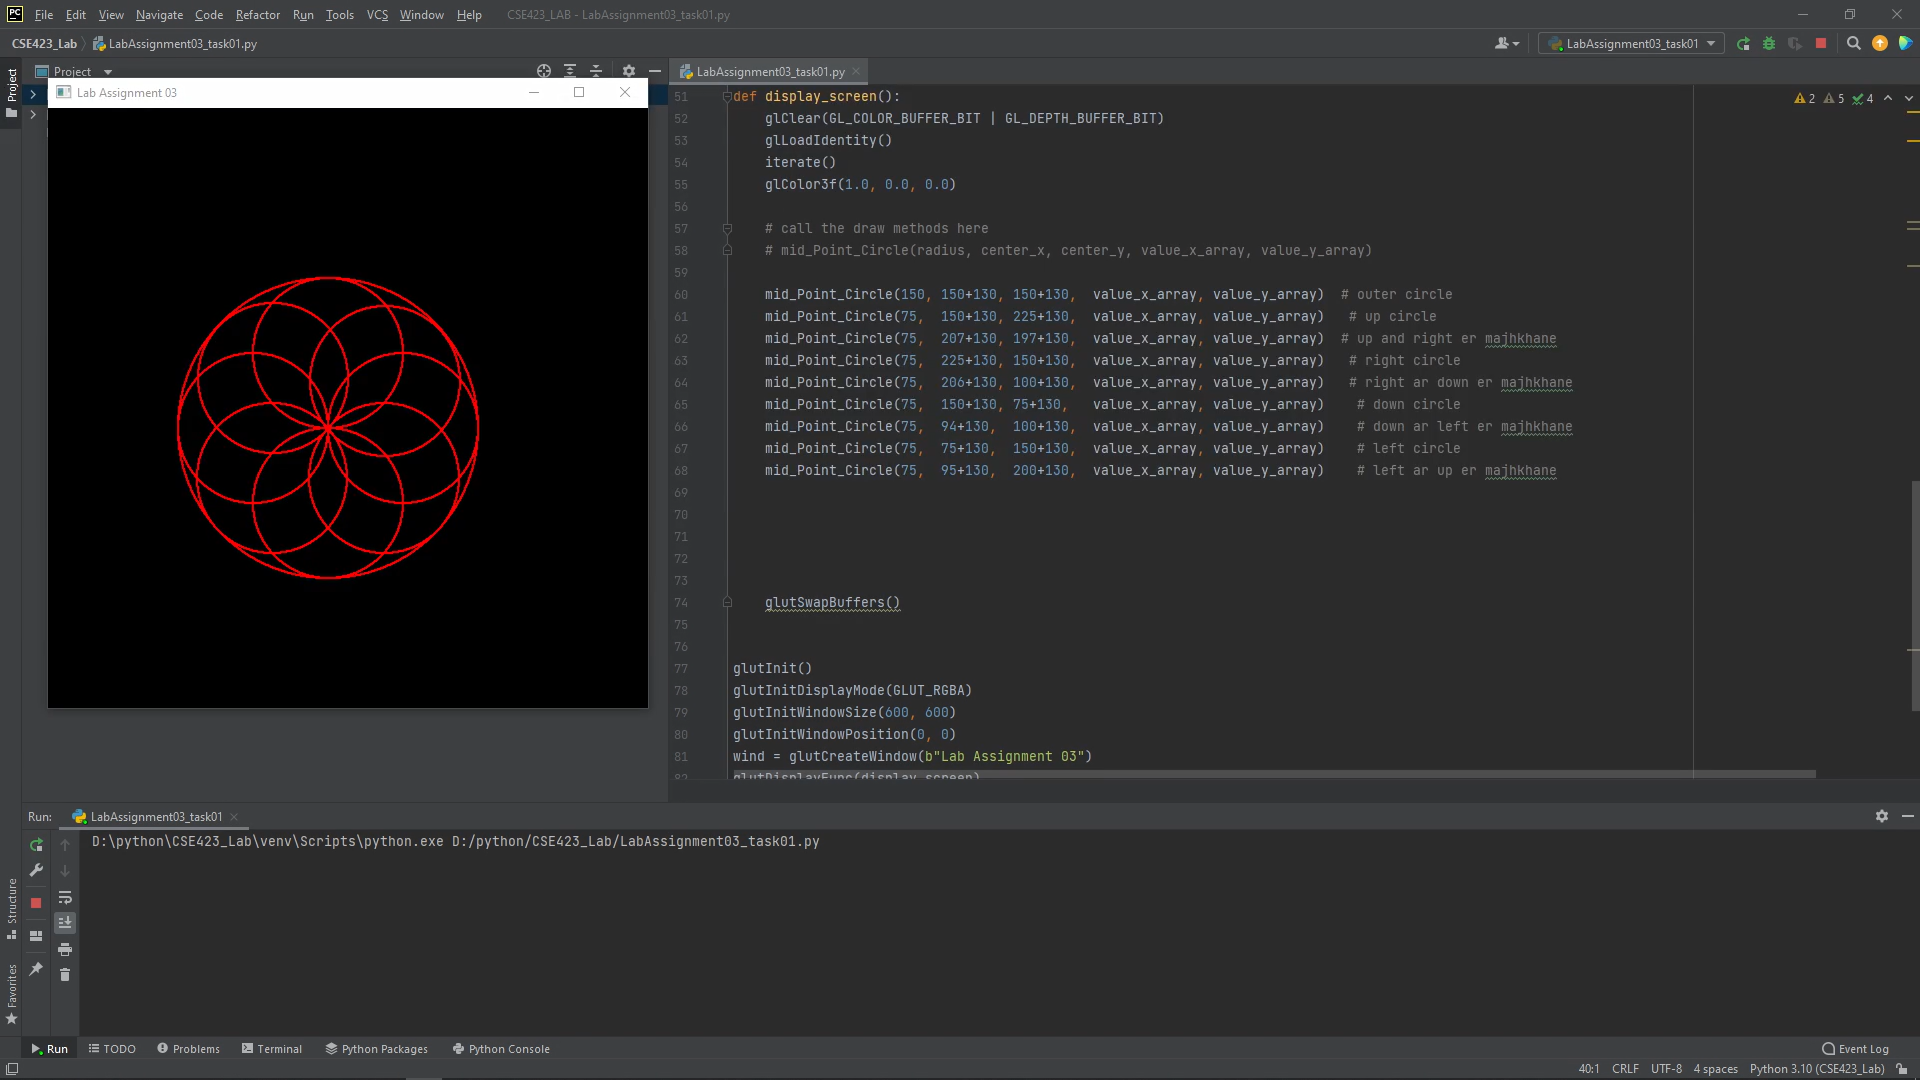 File Edit View Navigate Code Refactor Run Tools VCS Window Help CSE423_LAB - LabAssignment03_task01.py
CSE423_Lab LabAssignment03_task01.py LabAssignment03_task01
Project Project LabAssignment03_task01.py
Lab Assignment 03
51 def display_screen(): 2 5 4
52 glClear(GL_COLOR_BUFFER_BIT | GL_DEPTH_BUFFER_BIT)
53 glLoadIdentity()
54 iterate()
55 glColor3f(1.0, 0.0, 0.0)
56
57 # call the draw methods here
58 # mid_Point_Circle(radius, center_x, center_y, value_x_array, value_y_array)
59
60 mid_Point_Circle(150, 150+130, 150+130, value_x_array, value_y_array) # outer circle
61 mid_Point_Circle(75, 150+130, 225+130, value_x_array, value_y_array) # up circle
62 mid_Point_Circle(75, 207+130, 197+130, value_x_array, value_y_array) # up and right er majhkhane
63 mid_Point_Circle(75, 225+130, 150+130, value_x_array, value_y_array) # right circle
64 mid_Point_Circle(75, 206+130, 100+130, value_x_array, value_y_array) # right ar down er majhkhane
65 mid_Point_Circle(75, 150+130, 75+130, value_x_array, value_y_array) # down circle
66 mid_Point_Circle(75, 94+130, 100+130, value_x_array, value_y_array) # down ar left er majhkhane
67 mid_Point_Circle(75, 75+130, 150+130, value_x_array, value_y_array) # left circle
68 mid_Point_Circle(75, 95+130, 200+130, value_x_array, value_y_array) # left ar up er majhkhane
69
70
71
72
73
74 glutSwapBuffers()
75
76
77 glutInit()
78 glutInitDisplayMode(GLUT_RGBA)
79 glutInitWindowSize(600, 600)
80 glutInitWindowPosition(0, 0)
81 wind = glutCreateWindow(b"Lab Assignment 03")
82 glutDisplayFunc(display_screen)
Run: LabAssignment03_task01
D:\python\CSE423_Lab\venv\Scripts\python.exe D:/python/CSE423_Lab/LabAssignment03_task01.py
Structure
Favorites
Run TODO Problems Terminal Python Packages Python Console Event Log
40:1 CRLF UTF-8 4 spaces Python 3.10 (CSE423_Lab)